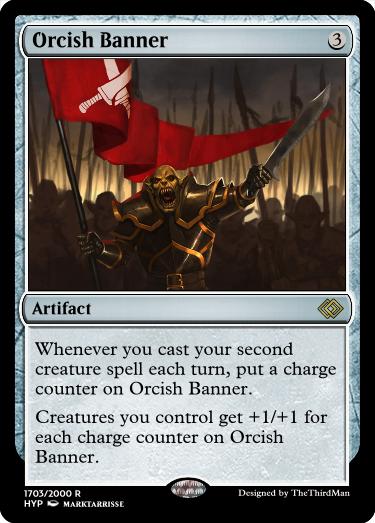 Orcish Banner 3
Artifact
Whenever you cast your second
creature spell each turn, put a charge
counter on Orcish Banner.
Creatures you control get +1/+1 for
each charge counter on Orcish
Banner.
1703/2000 R
HYP MARKTARRISSE
Designed by TheThirdMan